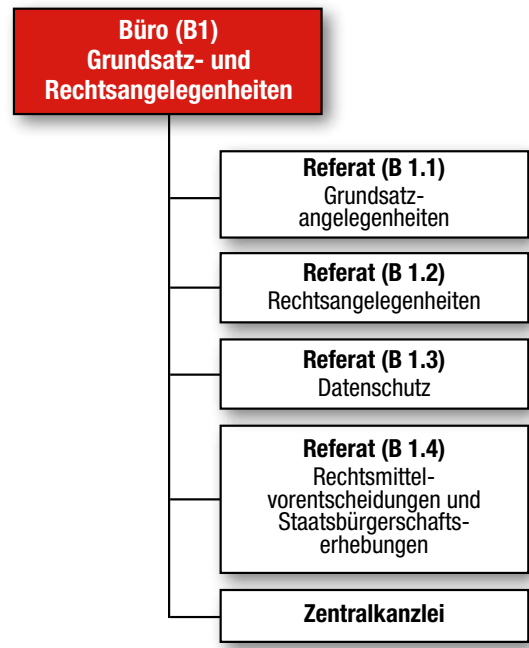 Büro (B1)
Grundsatz- und
Rechtsangelegenheiten
Referat (B 1.1)
Grundsatz-
angelegenheiten
Referat (B 1.2)
Rechtsangelegenheiten
Referat (B 1.3)
Datenschutz
Referat (B 1.4)
Rechtsmittel-
vorentscheidungen und
Staatsbürgerschafts-
erhebungen
Zentralkanzlei